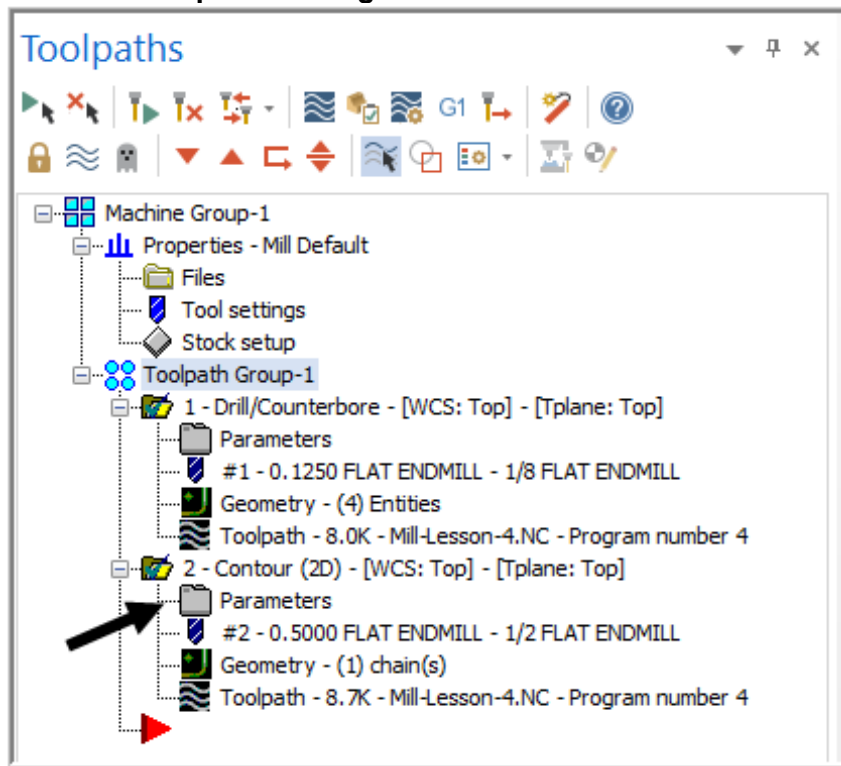 Toolpaths
G1
Machine Group-1
Properties - Mill Default
Files
Tool settings
Stock setup
Toolpath Group-1
1 - Drill/Counterbore - [WCS: Top] - [Tplane: Top]
Parameters
#1 - 0.1250 FLAT ENDMILL - 1/8 FLAT ENDMILL
Geometry - (4) Entities
Toolpath - 8.0K - Mill-Lesson-4.NC - Program number 4
2 - Contour (2D) - [WCS: Top] - [Tplane: Top]
Parameters
#2 - 0.5000 FLAT ENDMILL - 1/2 FLAT ENDMILL
Geometry - (1) chain(s)
Toolpath - 8.7K - Mill-Lesson-4.NC - Program number 4